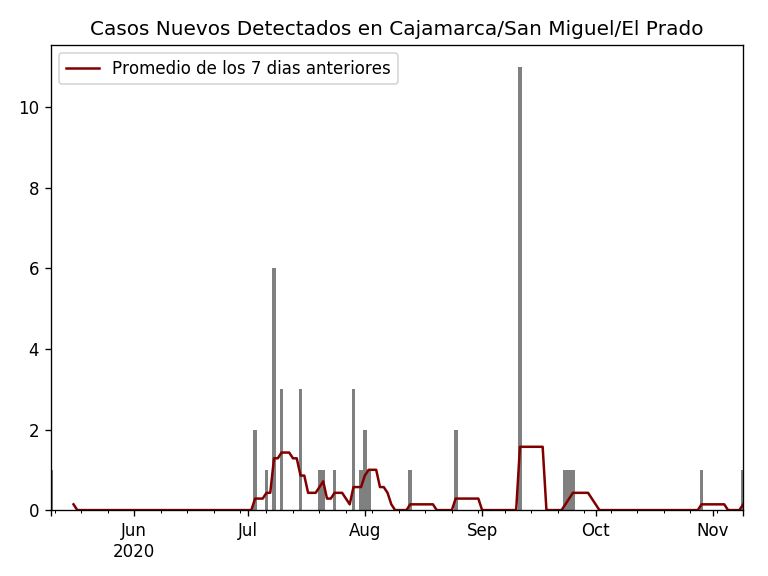 Casos Nuevos Detectados en Cajamarca/San Miguel/El Prado
Promedio de los 7 dias anteriores
10
8
6
4
2
0
Jun Jul Aug Sep Oct Nov
2020